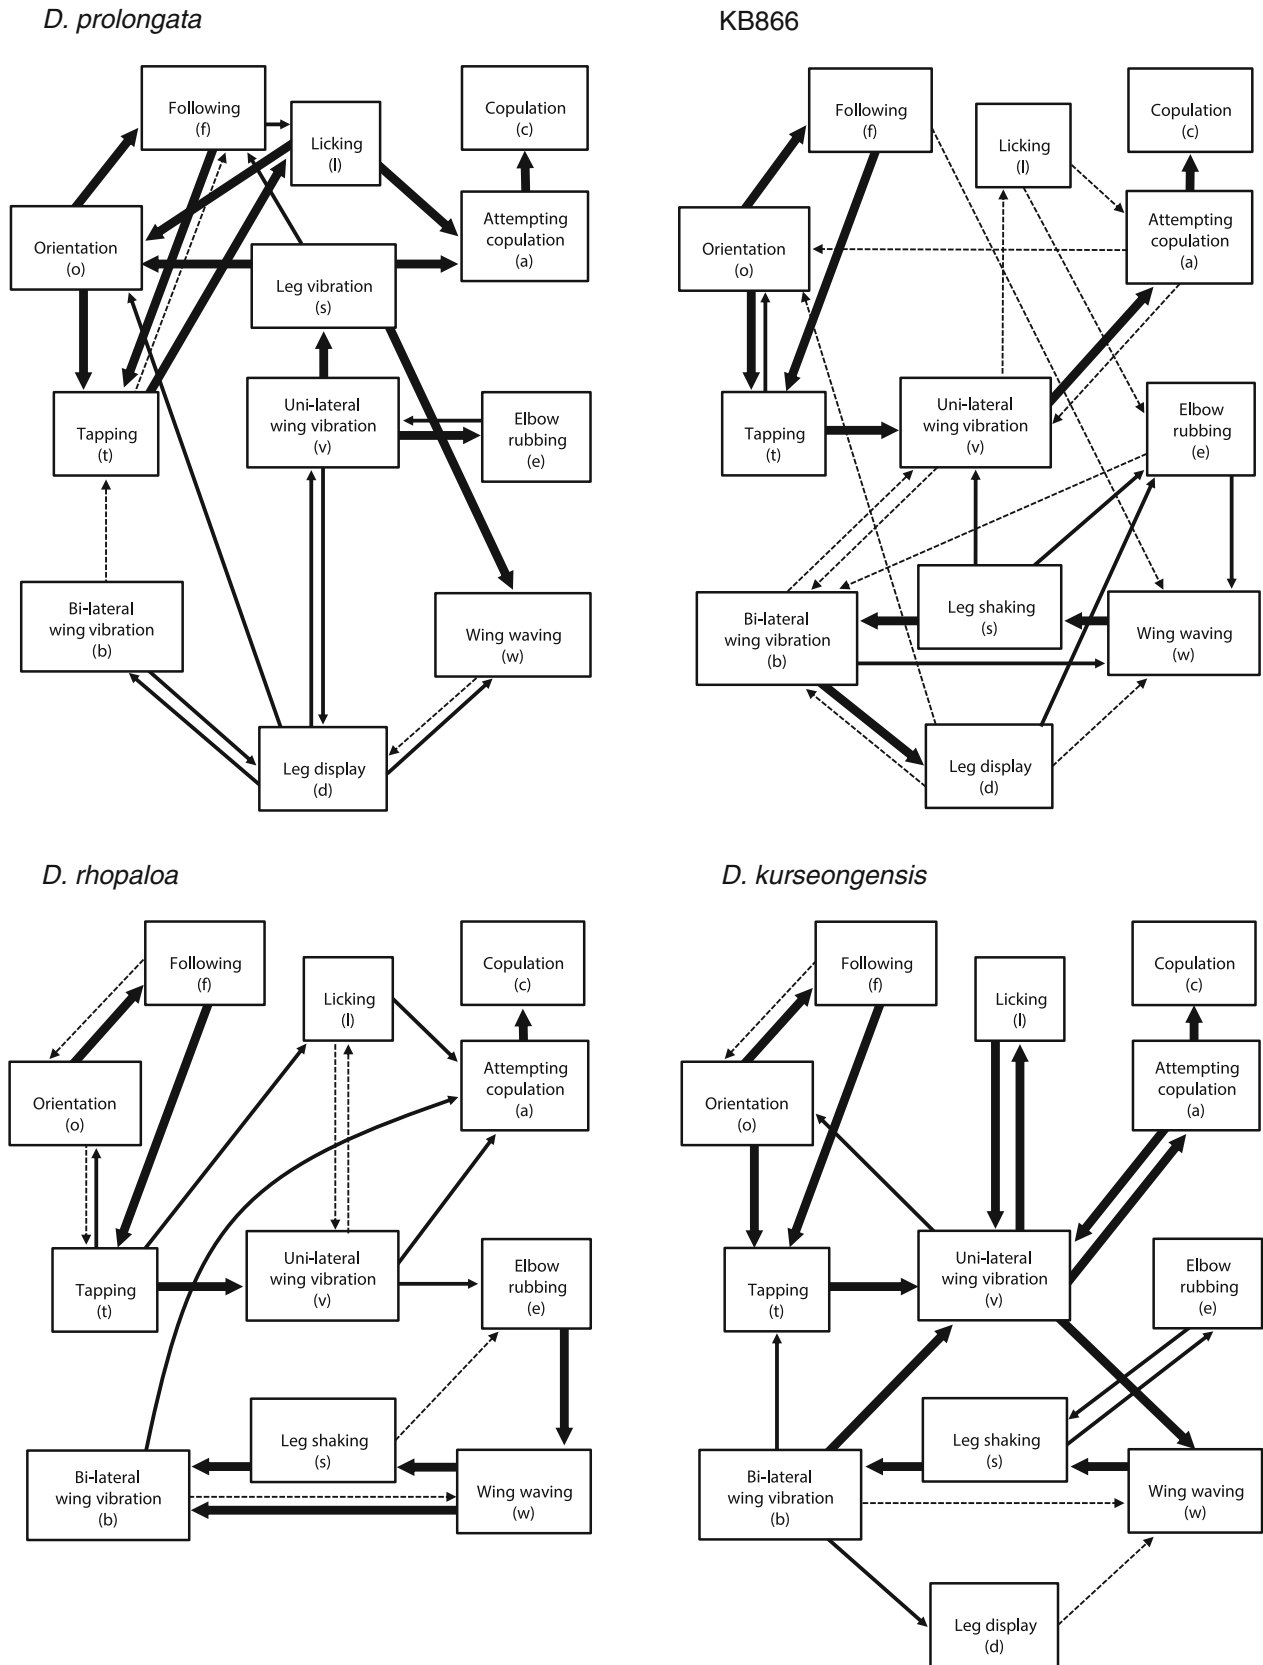 D. prolongata
Following
(f)
Licking
(l)
Copulation
(c)
Orientation
(o)
Attempting
copulation
(a)
Leg vibration
(s)
Tapping
(t)
Uni-lateral
wing vibration
(v)
Elbow
rubbing
(e)
Bi-lateral
wing vibration
(b)
Wing waving
(w)
Leg display
(d)
KB866
Following
(f)
Licking
(l)
Copulation
(c)
Orientation
(o)
Attempting
copulation
(a)
Tapping
(t)
Uni-lateral
wing vibration
(v)
Elbow
rubbing
(e)
Bi-lateral
wing vibration
(b)
Leg shaking
(s)
Wing waving
(w)
Leg display
(d)
D. rhopaloa
Following
(f)
Licking
(l)
Copulation
(c)
Orientation
(o)
Attempting
copulation
(a)
Tapping
(t)
Uni-lateral
wing vibration
(v)
Elbow
rubbing
(e)
Leg shaking
(s)
Bi-lateral
wing vibration
(b)
Wing waving
(w)
D. kurseongensis
Following
(f)
Licking
(l)
Copulation
(c)
Orientation
(o)
Attempting
copulation
(a)
Tapping
(t)
Uni-lateral
wing vibration
(v)
Elbow
rubbing
(e)
Leg shaking
(s)
Bi-lateral
wing vibration
(b)
Wing waving
(w)
Leg display
(d)